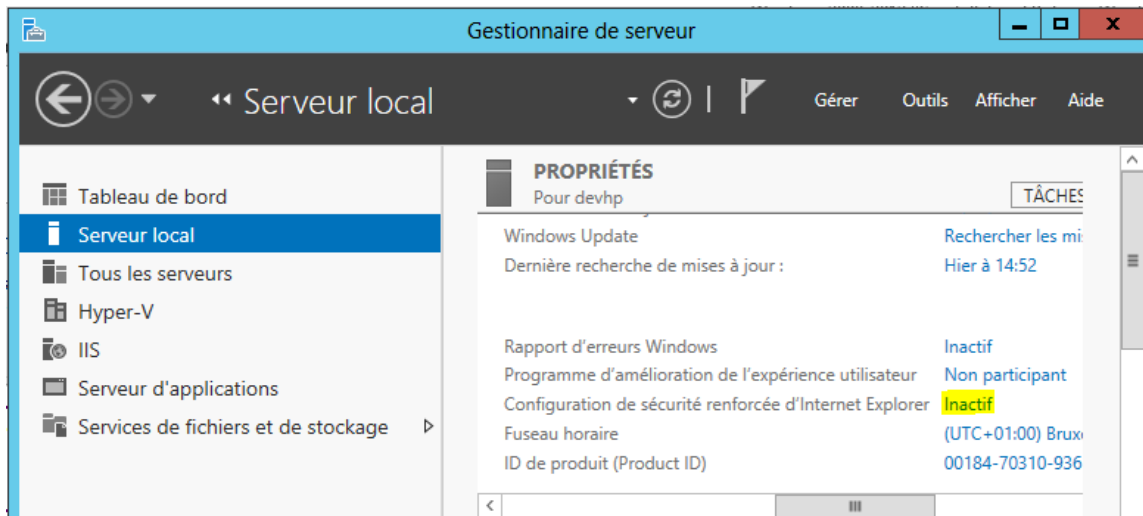 Gestionnaire de serveur
Serveur local
Gérer Outils Afficher Aide
Tableau de bord
Serveur local
Tous les serveurs
Hyper-V
IIS
Serveur d'applications
Services de fichiers et de stockage
PROPRIÉTÉS
Pour devhp
TÂCHES
Windows Update Rechercher les
Dernière recherche de mises à jour : Hier à 14:52
Rapport d'erreurs Windows Inactif
Programme d'amélioration de l'expérience utilisateur Non participant
Configuration de sécurité renforcée d'Internet Explorer Inactif
Fuseau horaire (UTC+01:00)
ID de produit (Product ID) 00184-70310-936